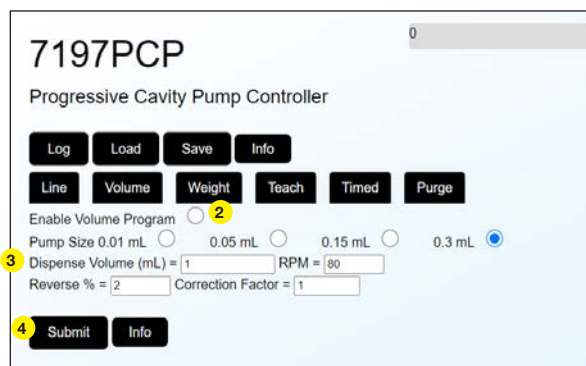 0
7197PCP
Progressive Cavity Pump Controller
Log Load Save Info
Line Volume Weight Teach Timed Purge
Enable Volume Program 2
Pump Size 0.01 mL 0.05 mL 0.15 mL 0.3 mL
3 Dispense Volume (mL) = 1 RPM = 80
Reverse % = 2 Correction Factor = 1
4 Submit Info